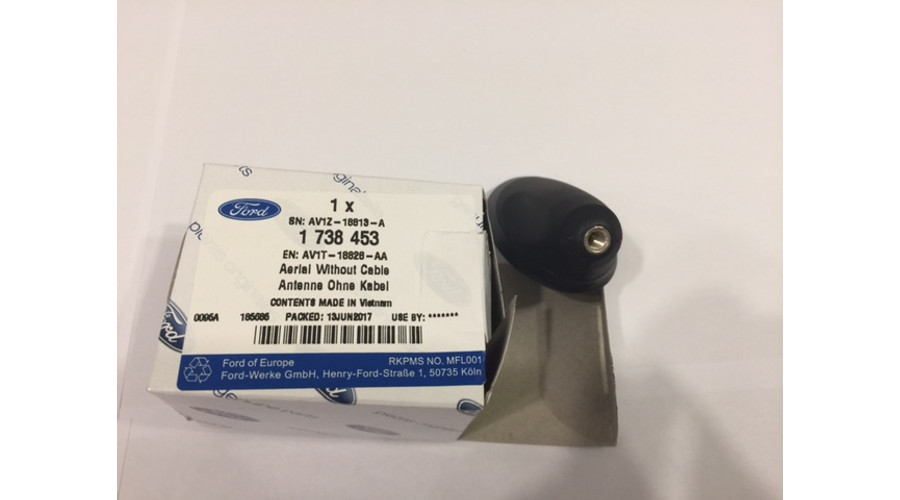 Ford
1 x
SN: AV1Z-18813-A
1 738 453
EN: AV1T-18828-AA
Aerial Without Cable
Antenne Ohne Kabel
CONTENTS MADE IN Vietnam
0095A 185685 PACKED: 13JUN2017 USE BY: *******
Ford of Europe RKPMS NO. MFL001
Ford-Werke GmbH, Henry-Ford-Straße 1, 50735 Köln
Ford